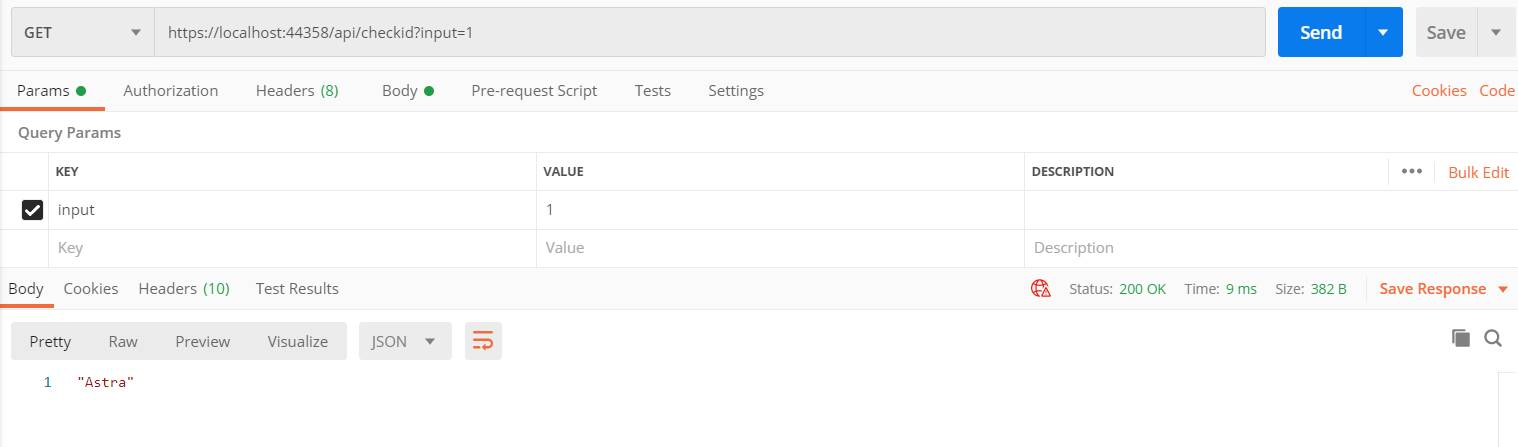 GET https://localhost:44358/api/checkid?input=1 Send Save
Params Authorization Headers (8) Body Pre-request Script Tests Settings Cookies Code
Query Params
KEY VALUE DESCRIPTION ••• Bulk Edit
input 1
Key Value Description
Body Cookies Headers (10) Test Results Status: 200 OK Time: 9 ms Size: 382 B Save Response
Pretty Raw Preview Visualize JSON
1 "Astra"